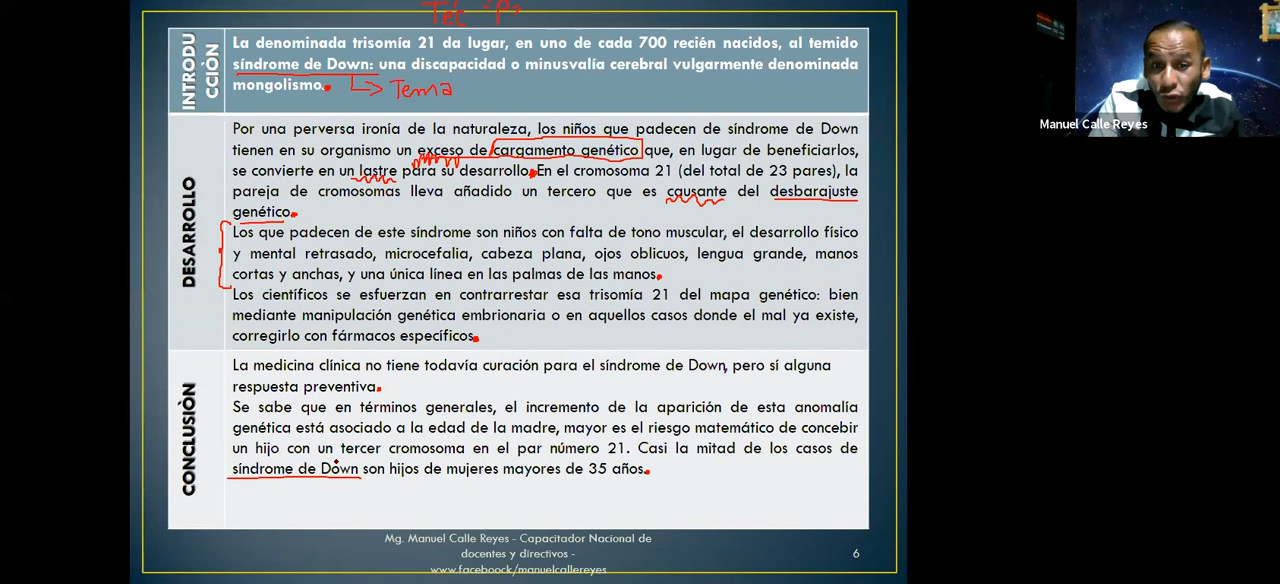 INTRODU
CCIÓN
La denominada trisomía 21 da lugar, en uno de cada 700 recién nacidos, al temido
síndrome de Down: una discapacidad o minusvalía cerebral vulgarmente denominada
mongolismo.
Tema
DESARROLLO
Por una perversa ironía de la naturaleza, los niños que padecen de síndrome de Down
tienen en su organismo un exceso de cargamento genético que, en lugar de beneficiarlos,
se convierte en un lastre para su desarrollo. En el cromosoma 21 (del total de 23 pares), la
pareja de cromosomas lleva añadido un tercero que es causante del desbarajuste
genético.
Los que padecen de este síndrome son niños con falta de tono muscular, el desarrollo físico
y mental retrasado, microcefalia, cabeza plana, ojos oblicuos, lengua grande, manos
cortas y anchas, y una única línea en las palmas de las manos.
Los científicos se esfuerzan en contrarrestar esa trisomía 21 del mapa genético: bien
mediante manipulación genética embrionaria o en aquellos casos donde el mal ya existe,
corregirlo con fármacos específicos.
CONCLUSIÒN
La medicina clínica no tiene todavía curación para el síndrome de Down, pero sí alguna
respuesta preventiva.
Se sabe que en términos generales, el incremento de la aparición de esta anomalía
genética está asociado a la edad de la madre, mayor es el riesgo matemático de concebir
un hijo con un tercer cromosoma en el par número 21. Casi la mitad de los casos de
síndrome de Down son hijos de mujeres mayores de 35 años.
Mg. Manuel Calle Reyes - Capacitador Nacional de
docentes y directivos -
www.faceboock/manuelcallereyes
6
Manuel Calle Reyes